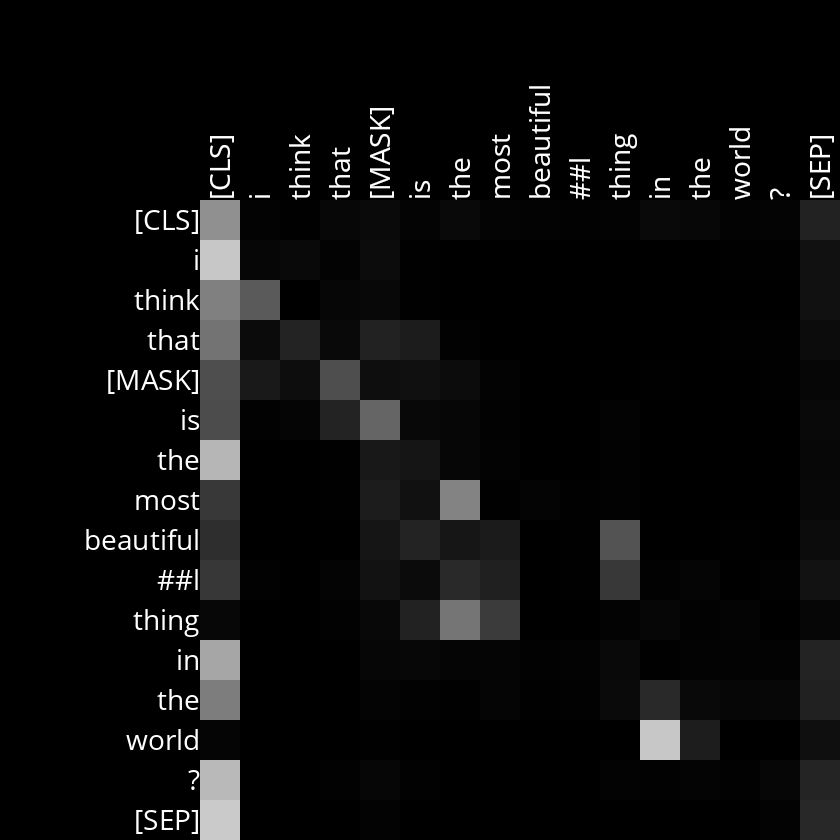 [CLS] i think that [MASK] is the most beautiful ##l thing in the world ? [SEP]
[CLS]
i
think
that
[MASK]
is
the
most
beautiful
##l
thing
in
the
world
?
[SEP]